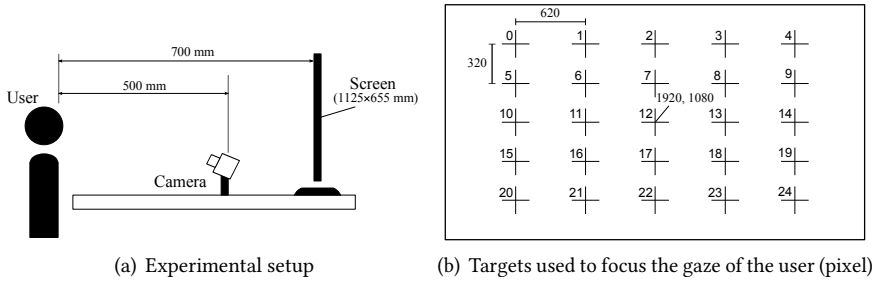 700 mm
500 mm
User
Screen
(1125×655 mm)
Camera
(a) Experimental setup
620
0 1 2 3 4
320
5 6 7 8 9
1920, 1080
10 11 12 13 14
15 16 17 18 19
20 21 22 23 24
(b) Targets used to focus the gaze of the user (pixel)